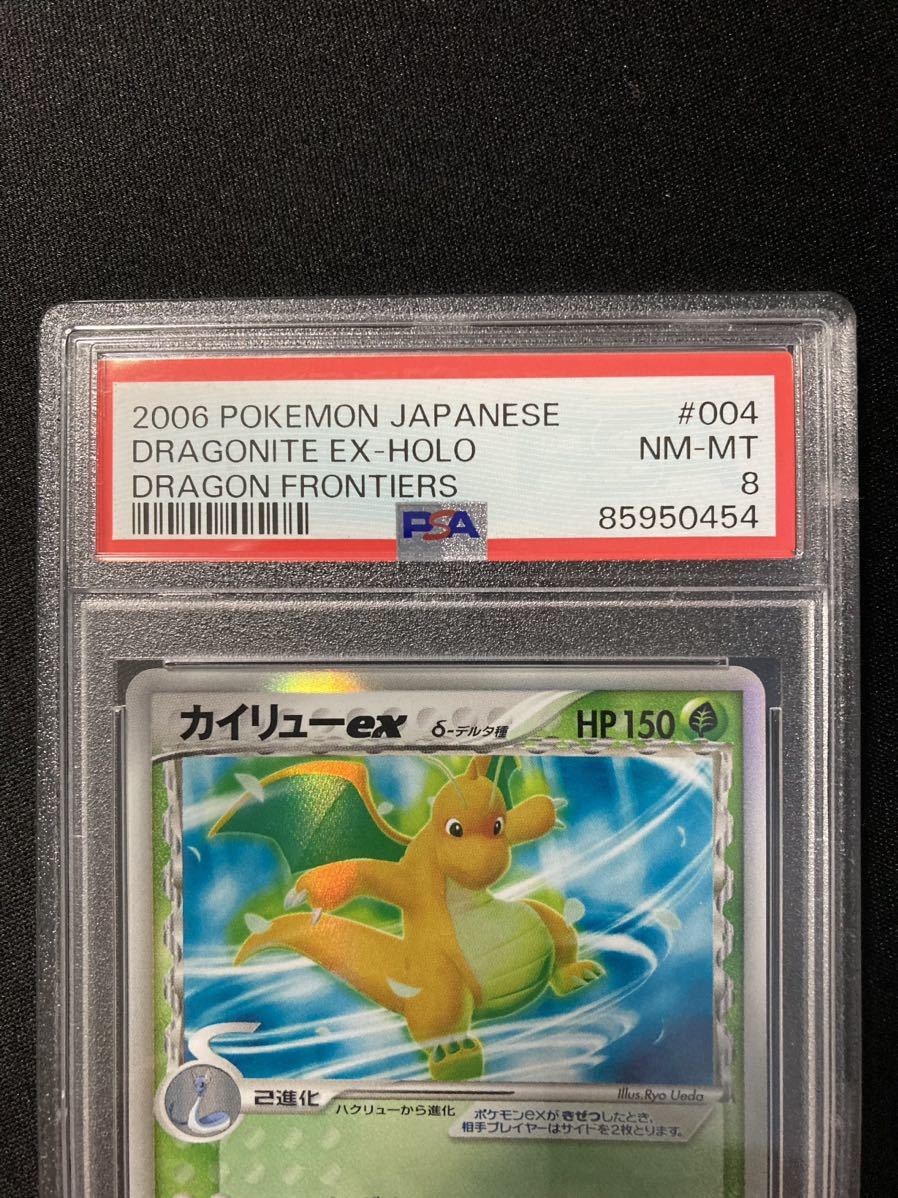 2006 POKEMON JAPANESE #004
DRAGONITE EX-HOLO NM-MT
DRAGON FRONTIERS 8
PSA 85950454
カイリューex δ-デルタ種 HP150
2進化 ハクリューから進化
Illus.Ryo Ueda
ポケモンexが きぜつしたとき、
相手プレイヤーはサイドを2枚とります。